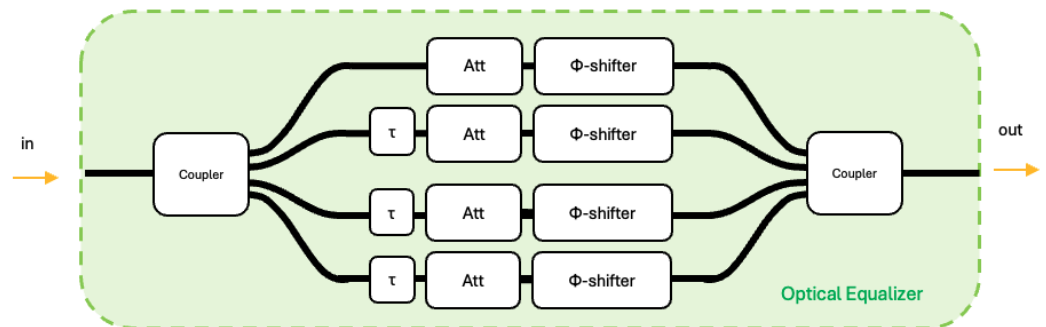 Att
Φ-shifter
in
τ
Att
Φ-shifter
out
Coupler
Coupler
τ
Att
Φ-shifter
τ
Att
Φ-shifter
Optical Equalizer